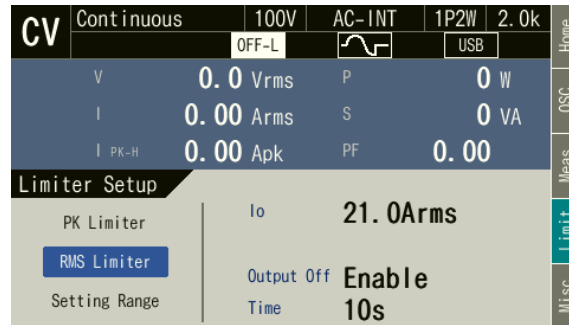 CV Continuous 100V AC-INT 1P2W 2.0k
OFF-L USB
V 0.0 Vrms P 0 W
I 0.00 Arms S 0 VA
I PK-H 0.00 Apk PF 0.00
Limiter Setup
PK Limiter
RMS Limiter
Setting Range
Io 21.0Arms
Output Off Enable
Time 10s
Home
OSC
Meas
Limit
Misc